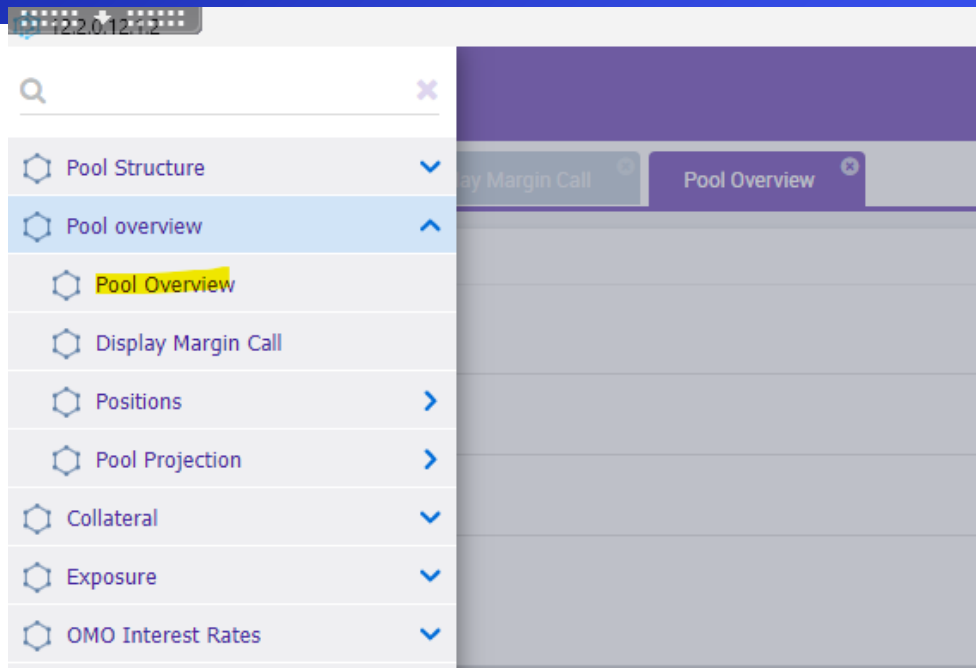 12.2.0.12.1.2
Pool Structure
Pool overview
Pool Overview
Display Margin Call
Positions
Pool Projection
Collateral
Exposure
OMO Interest Rates
lay Margin Call
Pool Overview